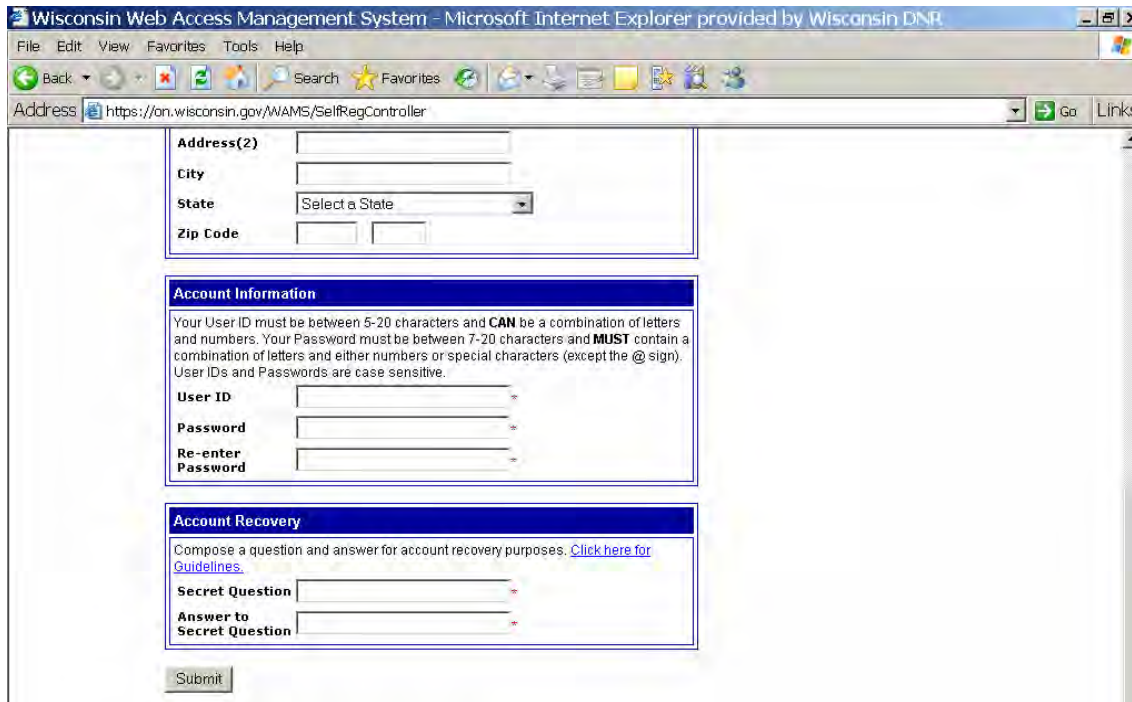 Wisconsin Web Access Management System - Microsoft Internet Explorer provided by Wisconsin DNR
File Edit View Favorites Tools Help
Back Search Favorites
Address https://on.wisconsin.gov/WAMS/SelfRegController Go Links
Address(2)
City
State Select a State
Zip Code
Account Information
Your User ID must be between 5-20 characters and CAN be a combination of letters
and numbers. Your Password must be between 7-20 characters and MUST contain a
combination of letters and either numbers or special characters (except the @ sign).
User IDs and Passwords are case sensitive.
User ID *
Password *
Re-enter
Password *
Account Recovery
Compose a question and answer for account recovery purposes. Click here for
Guidelines.
Secret Question *
Answer to
Secret Question *
Submit